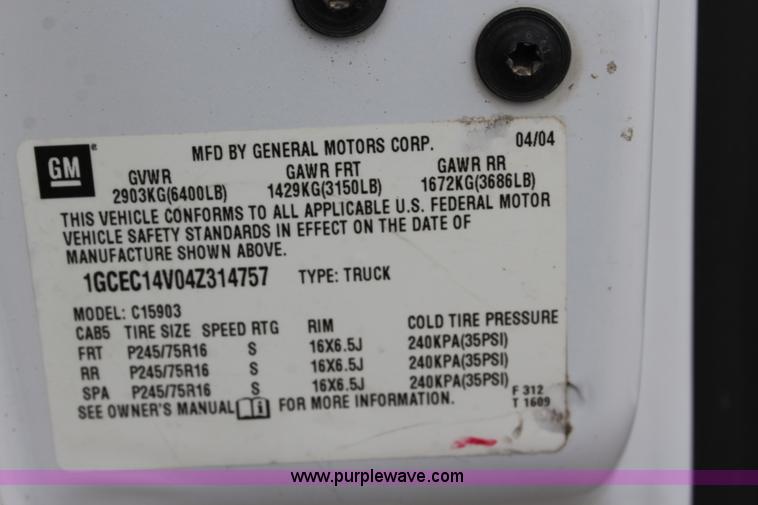 GM
MFD BY GENERAL MOTORS CORP. 04/04
GVWR GAWR FRT GAWR RR
2903KG(6400LB) 1429KG(3150LB) 1672KG(3686LB)
THIS VEHICLE CONFORMS TO ALL APPLICABLE U.S. FEDERAL MOTOR
VEHICLE SAFETY STANDARDS IN EFFECT ON THE DATE OF
MANUFACTURE SHOWN ABOVE.
1GCEC14V04Z314757 TYPE: TRUCK
MODEL: C15903
CAB5 TIRE SIZE SPEED RTG RIM COLD TIRE PRESSURE
FRT P245/75R16 S 16X6.5J 240KPA(35PSI)
RR P245/75R16 S 16X6.5J 240KPA(35PSI)
SPA P245/75R16 S 16X6.5J 240KPA(35PSI)
SEE OWNER'S MANUAL FOR MORE INFORMATION.
F 312
T 1609
www.purplewave.com